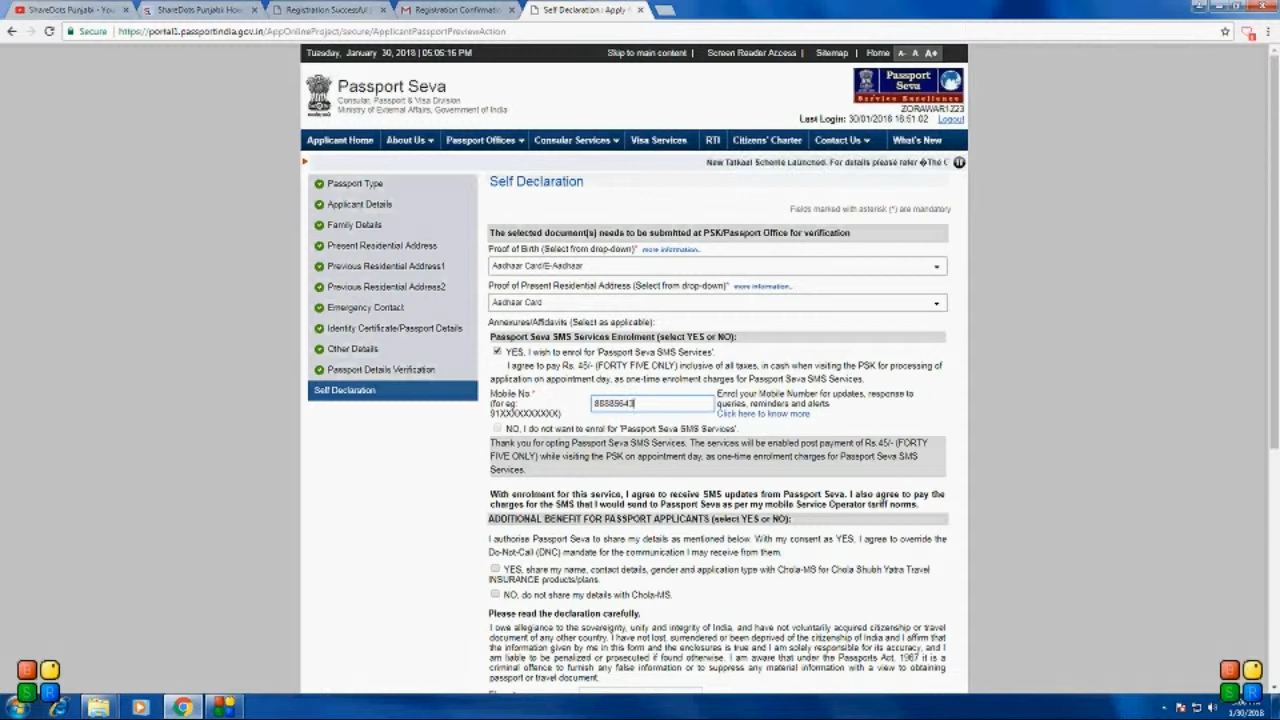 ShareDots Punjabi - You
ShareDots Punjabi Ho
Registration Successful
Registration Confirmatio
Self Declaration : Apply
Secure | https://portal1.passportindia.gov.in/AppOnlineProject/secure/ApplicantPassportPreviewAction
Tuesday, January 30, 2018 | 05:05:16 PM
Skip to main content | Screen Reader Access | Sitemap | Home A- A A+
Passport Seva
Consular, Passport & Visa Division
Ministry of External Affairs, Government of India
Passport Seva
Service Excellence
ZORAWAR1223
Last Login: 30/01/2018 16:51:02 Logout
Applicant Home About Us Passport Offices Consular Services Visa Services RTI Citizens' Charter Contact Us What's New
New Tatkaal Scheme Launched. For details please refer �The
Passport Type
Applicant Details
Family Details
Present Residential Address
Previous Residential Address1
Previous Residential Address2
Emergency Contact
Identity Certificate/Passport Details
Other Details
Passport Details Verification
Self Declaration
Self Declaration
Fields marked with asterisk (*) are mandatory
The selected document(s) needs to be submitted at PSK/Passport Office for verification
Proof of Birth (Select from drop-down)* more information..
Aadhaar Card/E-Aadhaar
Proof of Present Residential Address (Select from drop-down)* more information..
Aadhaar Card
Annexures/Affidavits (Select as applicable):
Passport Seva SMS Services Enrolment (select YES or NO):
YES, I wish to enrol for 'Passport Seva SMS Services'.
I agree to pay Rs. 45/- (FORTY FIVE ONLY) inclusive of all taxes, in cash when visiting the PSK for processing of
application on appointment day, as one-time enrolment charges for Passport Seva SMS Services.
Mobile No *
(for eg:
91XXXXXXXXXX)
Enrol your Mobile Number for updates, response to
queries, reminders and alerts
Click here to know more
NO, I do not want to enrol for 'Passport Seva SMS Services'.
Thank you for opting Passport Seva SMS Services. The services will be enabled post payment of Rs.45/- (FORTY
FIVE ONLY) while visiting the PSK on appointment day, as one-time enrolment charges for Passport Seva SMS
Services.
With enrolment for this service, I agree to receive SMS updates from Passport Seva. I also agree to pay the
charges for the SMS that I would send to Passport Seva as per my mobile Service Operator tariff norms.
ADDITIONAL BENEFIT FOR PASSPORT APPLICANTS (select YES or NO):
I authorise Passport Seva to share my details as mentioned below. With my consent as YES, I agree to override the
Do-Not-Call (DNC) mandate for the communication I may receive from them.
YES, share my name, contact details, gender and application type with Chola-MS for Chola Shubh Yatra Travel
INSURANCE products/plans.
NO, do not share my details with Chola-MS.
Please read the declaration carefully.
I owe allegiance to the sovereignty, unity and integrity of India, and have not voluntarily acquired citizenship or travel
document of any other country. I have not lost, surrendered or been deprived of the citizenship of India and I affirm that
the information given by me in this form and the enclosures is true and I am solely responsible for its accuracy, and I
am liable to be penalized or prosecuted if found otherwise. I am aware that under the Passports Act, 1967 it is a
criminal offence to furnish any false information or to suppress any material information with a view to obtaining
passport or travel document.
1/30/2018